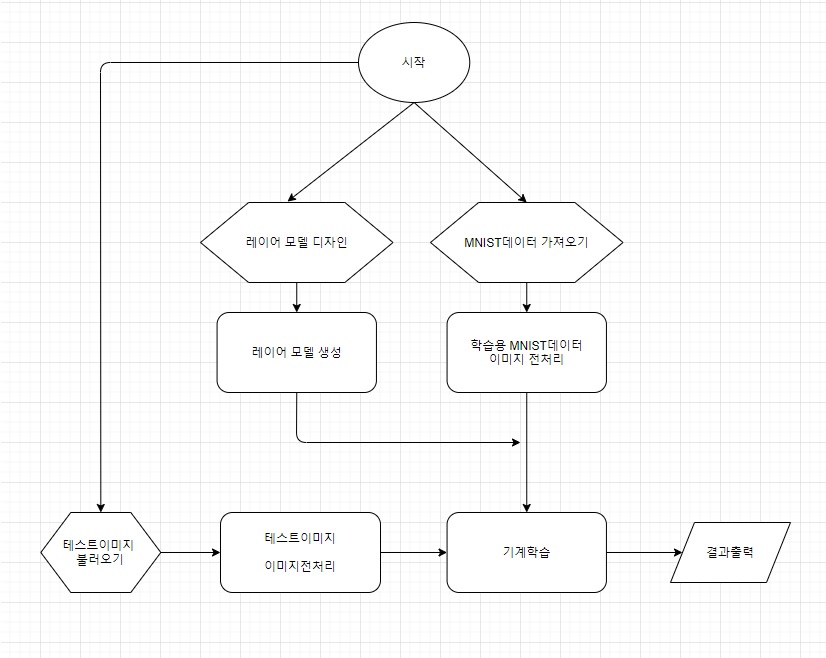 시작
레이어 모델 디자인
MNIST데이터 가져오기
레이어 모델 생성
학습용 MNIST데이터
이미지 전처리
테스트이미지
불러오기
테스트이미지
이미지전처리
기계학습
결과출력